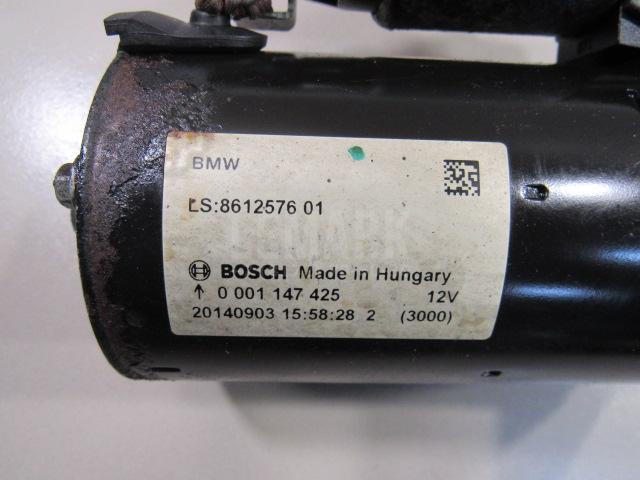 BMW
LS:8612576 01
BOSCH Made in Hungary
↑ 0 001 147 425 12V
20140903 15:58:28 2 (3000)